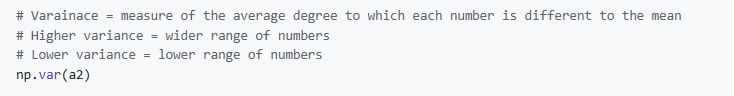 # Varainace = measure of the average degree to which each number is different to the mean
# Higher variance = wider range of numbers
# Lower variance = lower range of numbers
np.var(a2)